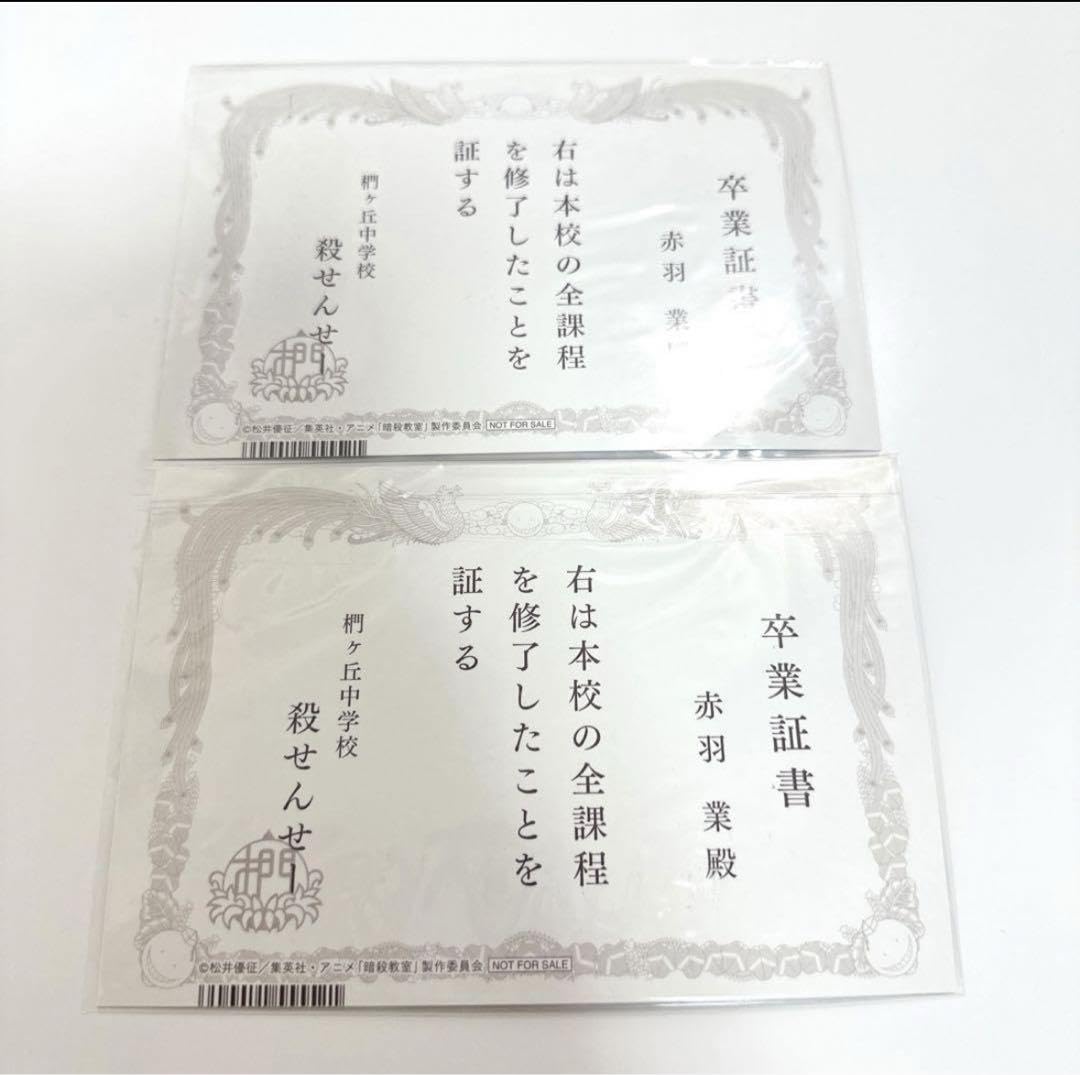 卒業証書
赤羽 業
右は本校の全課程
を修了したことを
証する
椚ヶ丘中学校
殺せんせー
椚
©松井優征／集英社・アニメ「暗殺教室」製作委員会 NOT FOR SALE
卒業証書
赤羽 業殿
右は本校の全課程
を修了したことを
証する
椚ヶ丘中学校
殺せんせー
椚
©松井優征／集英社・アニメ「暗殺教室」製作委員会 NOT FOR SALE